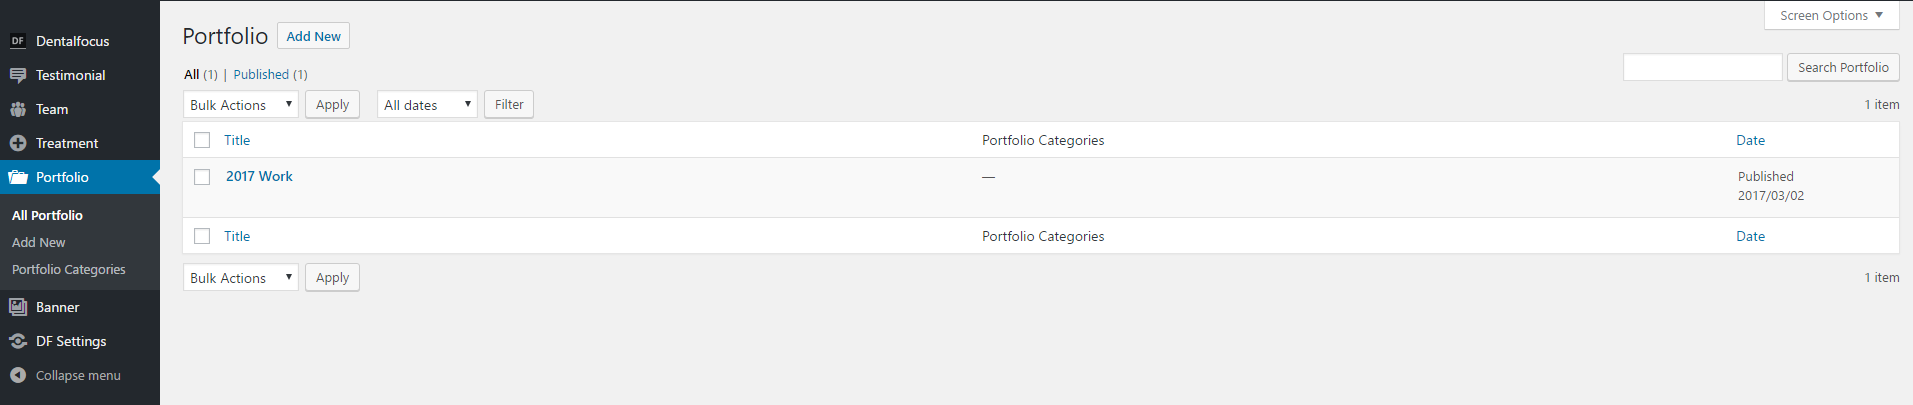 DF Dentalfocus
Testimonial
Team
Treatment
Portfolio
All Portfolio
Add New
Portfolio Categories
Banner
DF Settings
Collapse menu
Screen Options
Portfolio Add New
All (1) | Published (1)
Search Portfolio
Bulk Actions Apply All dates Filter 1 item
Title Portfolio Categories Date
2017 Work — Published
2017/03/02
Title Portfolio Categories Date
Bulk Actions Apply 1 item